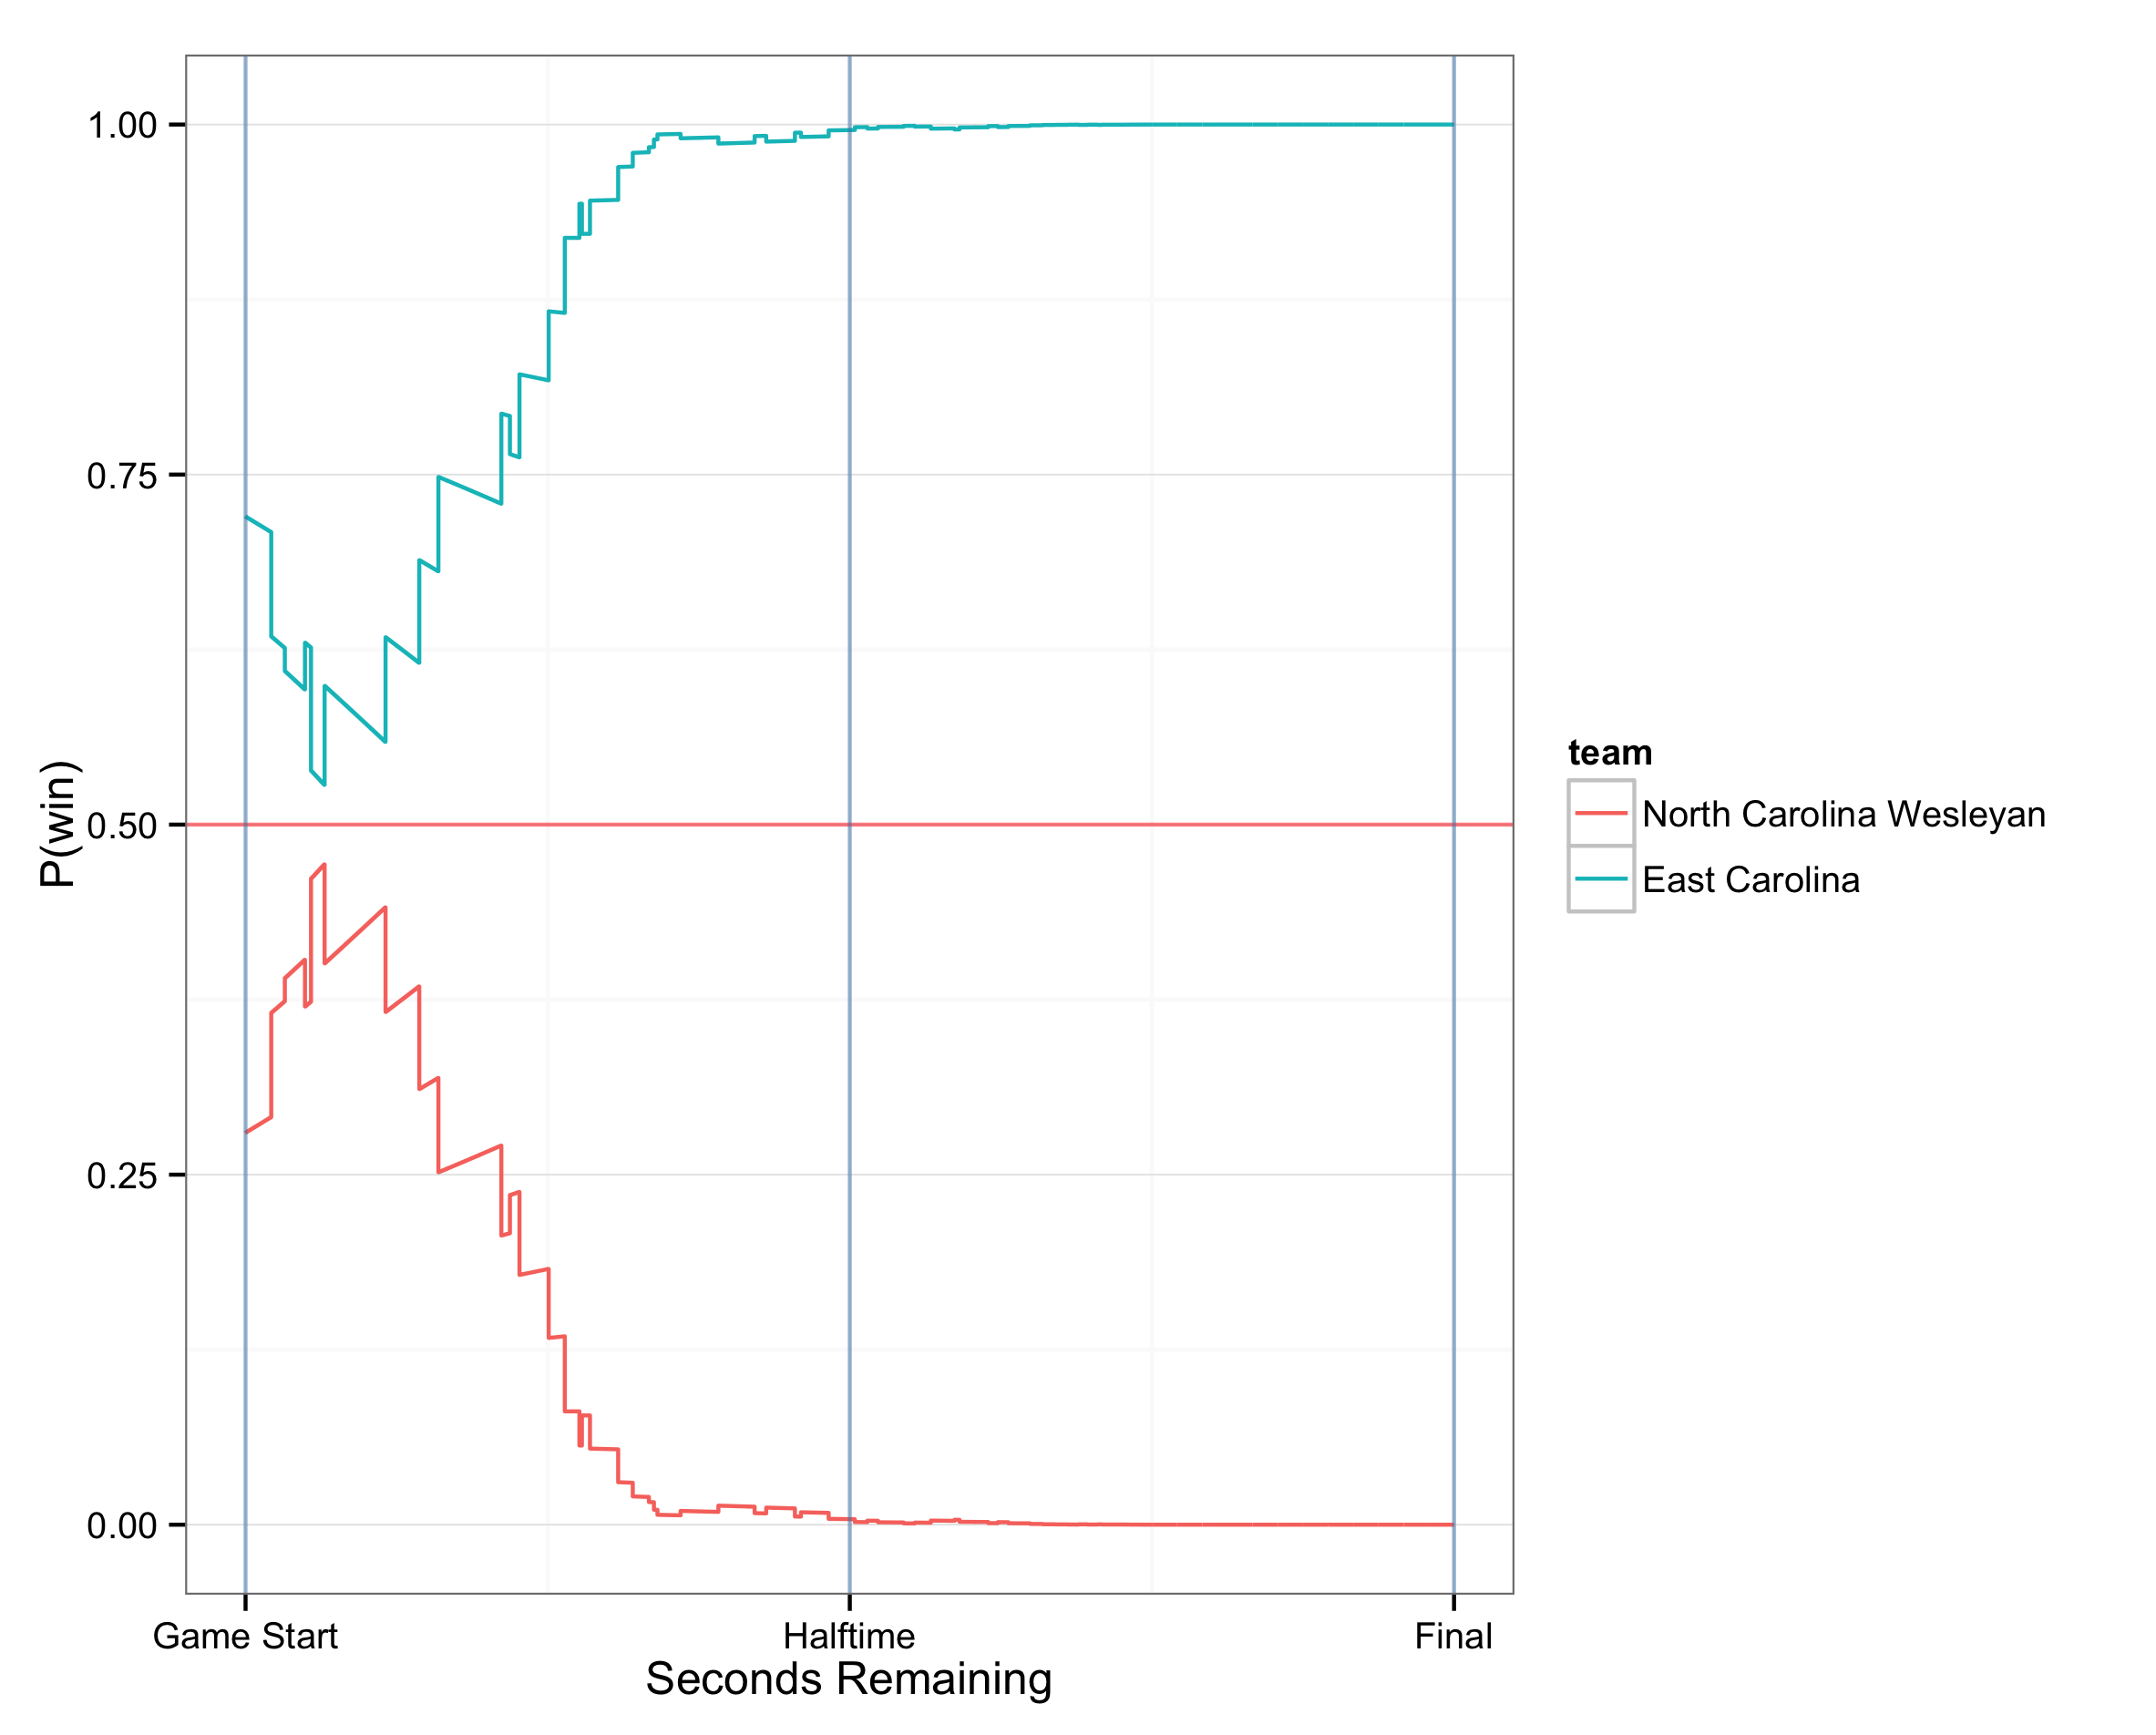 1.00
0.75
0.50
0.25
0.00
P(win)
Game Start
Halftime
Final
Seconds Remaining
team
North Carolina Wesleyan
East Carolina